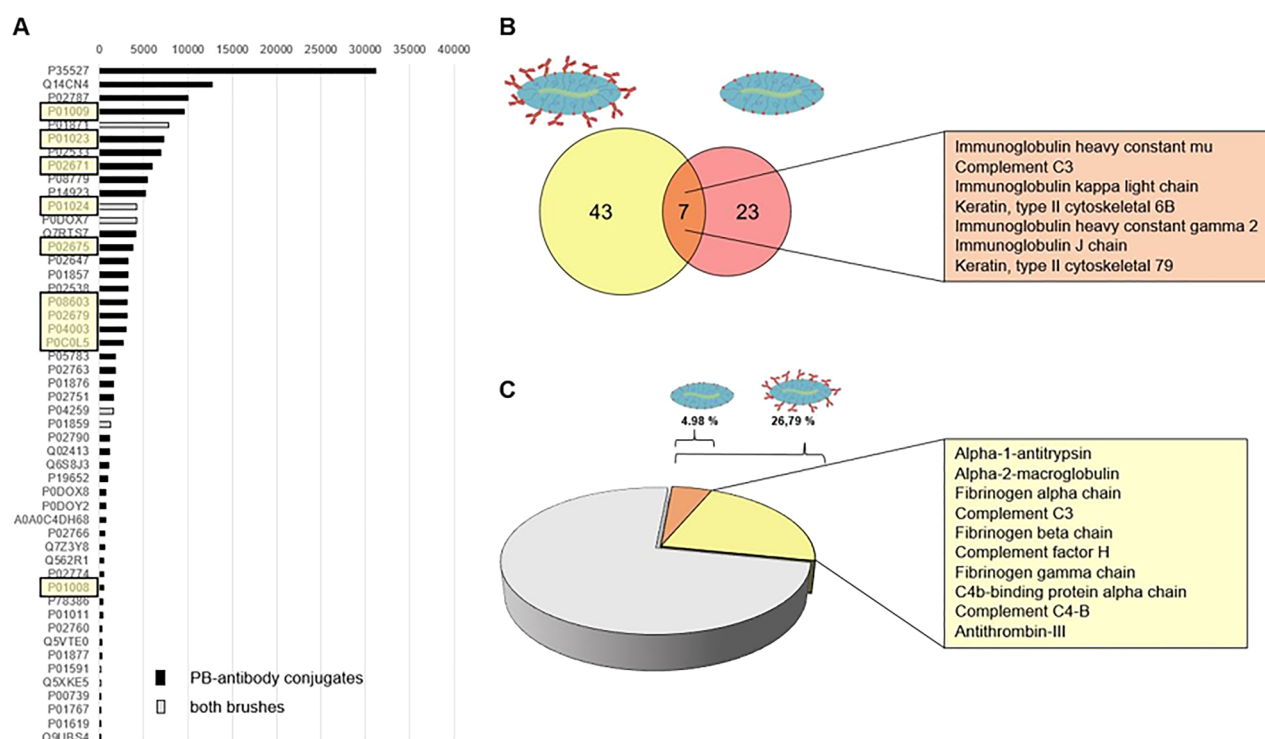 A
0 5000 10000 15000 20000 25000 30000 35000 40000
P35527
Q14CN4
P02787
P01009
P01871
P01023
P02533
P02671
P08779
P14923
P01024
P0DOX7
Q7RTS7
P02675
P02647
P01857
P02538
P08603
P02679
P04003
P0C0L5
P05783
P02763
P01876
P02751
P04259
P01859
P02790
Q02413
Q6S8J3
P19652
P0DOX8
P0DOY2
A0A0C4DH68
P02766
Q7Z3Y8
Q562R1
P02774
P01008
P78386
P01011
P02760
Q5VTE0
P01877
P01591
Q5XKE5
P00739
P01767
P01619
Q9UBS4
PB-antibody conjugates
both brushes
B
43
7
23
Immunoglobulin heavy constant mu
Complement C3
Immunoglobulin kappa light chain
Keratin, type II cytoskeletal 6B
Immunoglobulin heavy constant gamma 2
Immunoglobulin J chain
Keratin, type II cytoskeletal 79
C
4.98 % 26,79 %
Alpha-1-antitrypsin
Alpha-2-macroglobulin
Fibrinogen alpha chain
Complement C3
Fibrinogen beta chain
Complement factor H
Fibrinogen gamma chain
C4b-binding protein alpha chain
Complement C4-B
Antithrombin-III